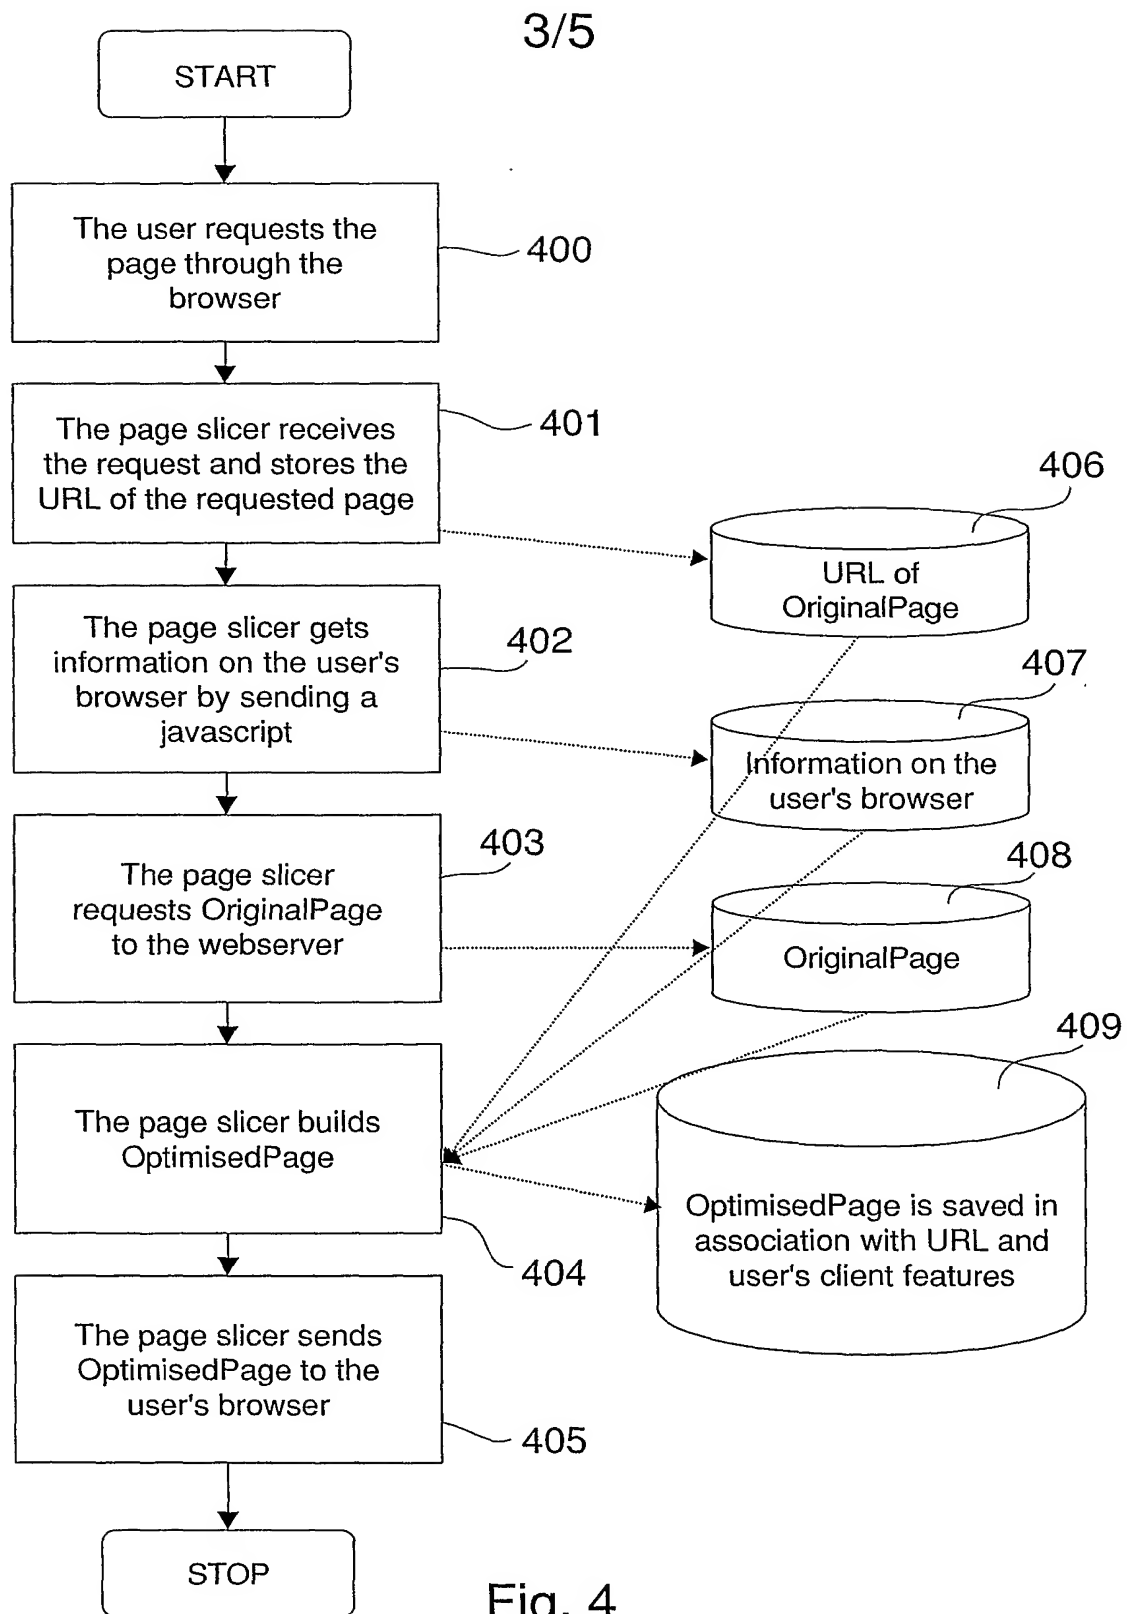 3/5
START
The user requests the
page through the
browser
400
The page slicer receives
the request and stores the
URL of the requested page
401
406
URL of
OriginalPage
The page slicer gets
information on the user's
browser by sending a
javascript
402
407
Information on the
user's browser
The page slicer
requests OriginalPage
to the webserver
403
408
OriginalPage
409
The page slicer builds
OptimisedPage
404
OptimisedPage is saved in
association with URL and
user's client features
The page slicer sends
OptimisedPage to the
user's browser
405
STOP
Fig. 4